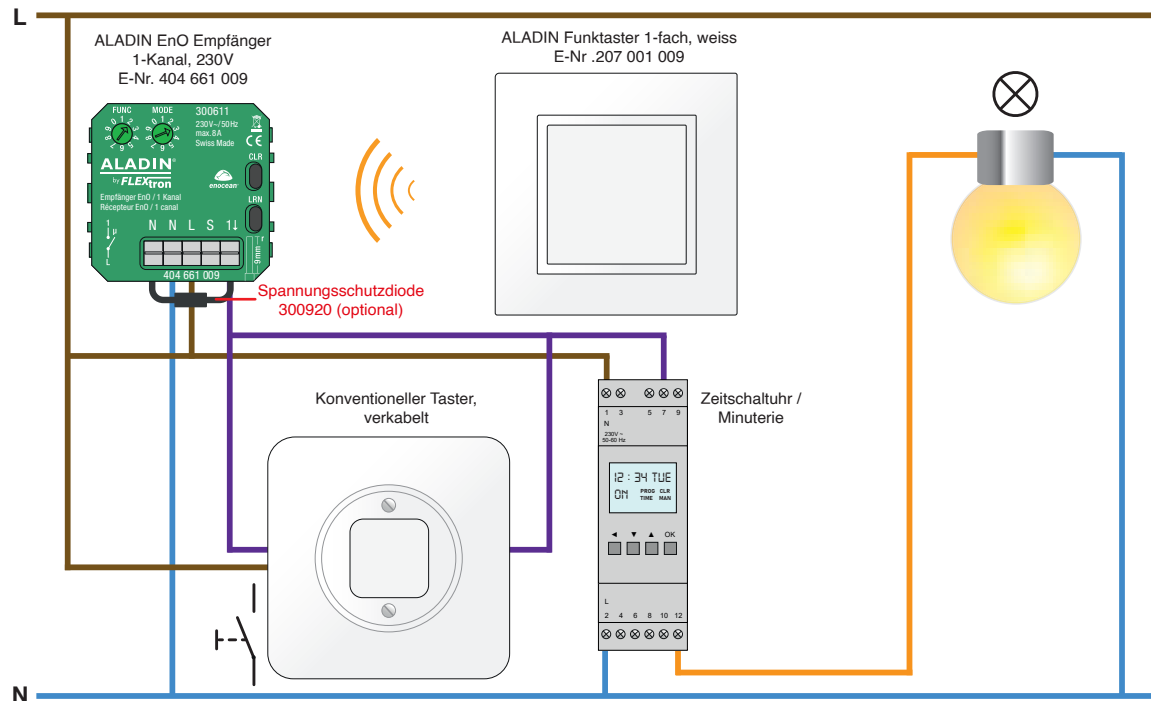 L
ALADIN EnO Empfänger
1-Kanal, 230V
E-Nr. 404 661 009
ALADIN Funktaster 1-fach, weiss
E-Nr .207 001 009
FUNC
MODE
300611
230V~/50Hz
max. 8A
Swiss Made
CE
CLR
ALADIN®
by FLEXtron
enocean®
LRN
Empfänger EnO / 1 Kanal
Récepteur EnO / 1 canal
1
µ
L
N N L S 1↓
9mm
404 661 009
Spannungsschutzdiode
300920 (optional)
Konventioneller Taster,
verkabelt
Zeitschaltuhr /
Minuterie
1 3 5 7 9
N
230V ~
50-60 Hz
12 : 34 TUE
ON PROG CLR
TIME MAN
◄ ▼ ▲ OK
L
2 4 6 8 10 12
N